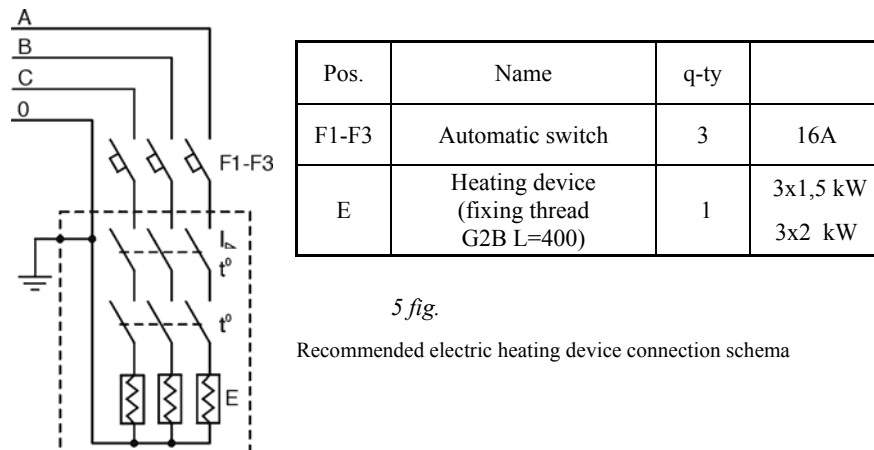 A
B
C
0
F1-F3
t°
t°
E
Pos. Name q-ty
F1-F3 Automatic switch 3 16A
E Heating device (fixing thread G2B L=400) 1 3x1,5 kW 3x2 kW
5 fig.
Recommended electric heating device connection schema